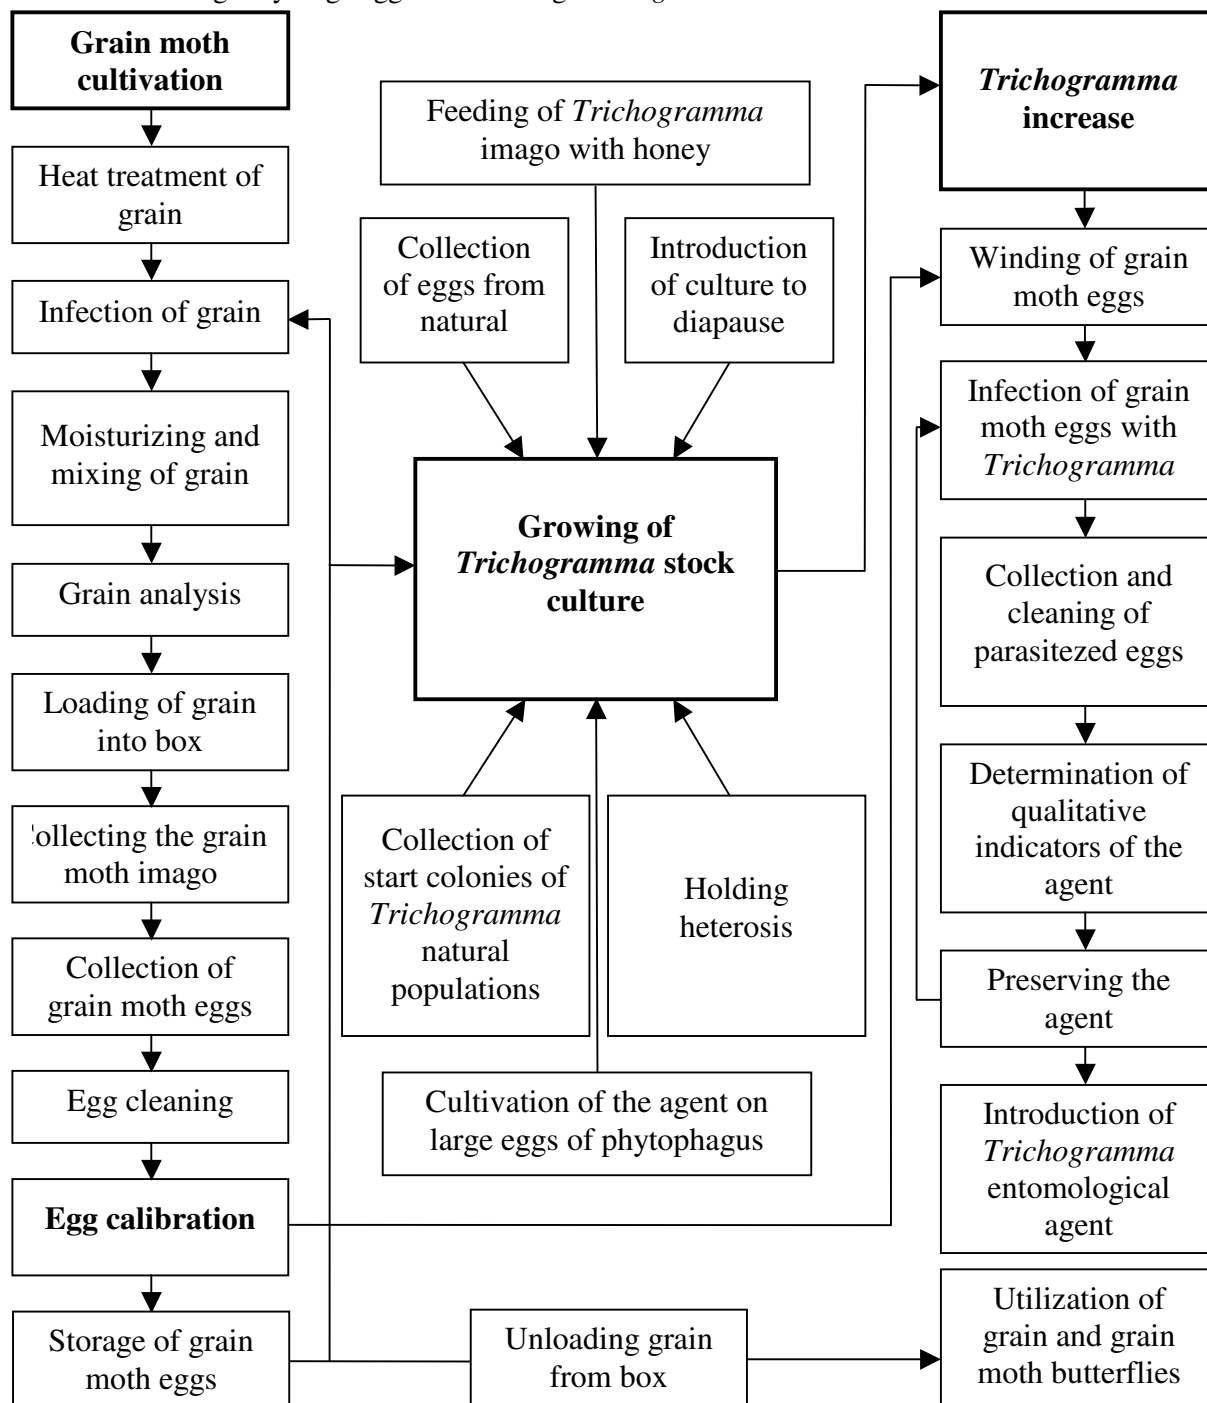 Grain moth
cultivation
Heat treatment of
grain
Infection of grain
Moisturizing and
mixing of grain
Grain analysis
Loading of grain
into box
ollecting the grain
moth imago
Collection of
grain moth eggs
Egg cleaning
Egg calibration
Storage of grain
moth eggs
Feeding of Trichogramma
imago with honey
Collection
of eggs from
natural
Introduction
of culture to
diapause
Growing of
Trichogramma stock
culture
Collection of
start colonies of
Trichogramma
natural
populations
Holding
heterosis
Cultivation of the agent on
large eggs of phytophagus
Unloading grain
from box
Trichogramma
increase
Winding of grain
moth eggs
Infection of grain
moth eggs with
Trichogramma
Collection and
cleaning of
parasitezed eggs
Determination of
qualitative
indicators of the
agent
Preserving the
agent
Introduction of
Trichogramma
entomological
agent
Utilization of
grain and grain
moth butterflies